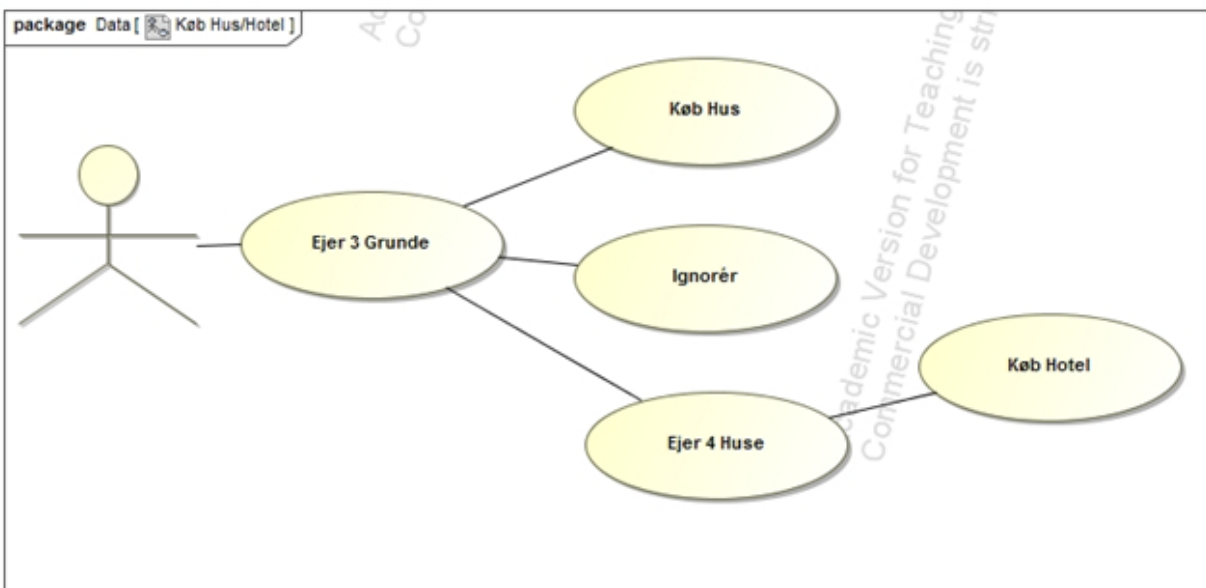 package Data [ Køb Hus/Hotel ]
Køb Hus
Ejer 3 Grunde
Ignorér
Køb Hotel
Ejer 4 Huse
Academic Version for Teaching
Commercial Development is